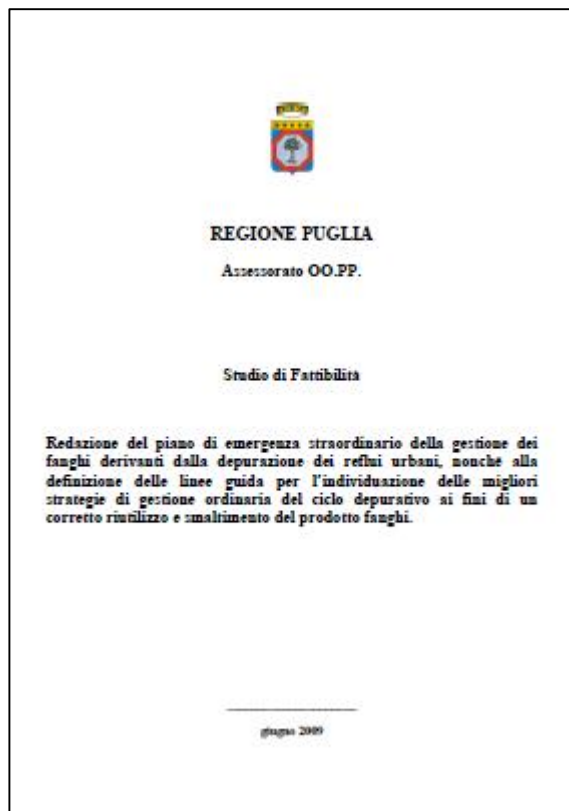 REGIONE PUGLIA
Assessorato OO.PP.
Studio di Fattibilità
Redazione del piano di emergenza straordinario della gestione dei
fanghi derivanti dalla depurazione dei reflui urbani, nonché alla
definizione delle linee guida per l'individuazione delle migliori
strategie di gestione ordinaria del ciclo depurativo ai fini di un
corretto riutilizzo e smaltimento del prodotto fanghi.
giugno 2009